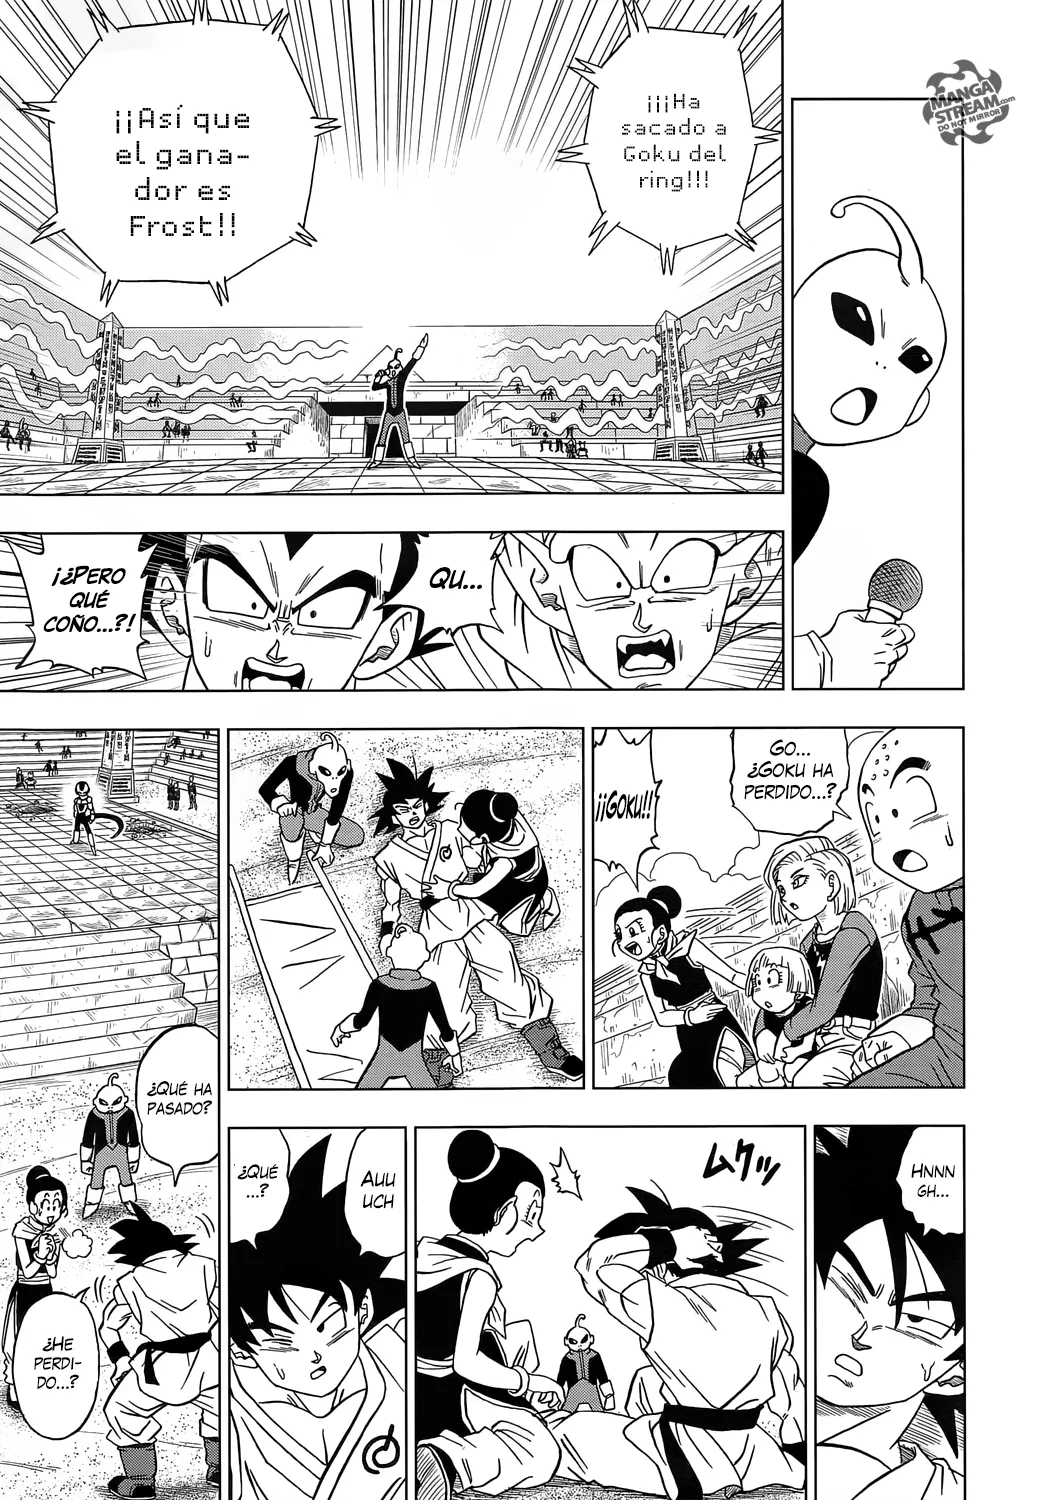 MANGA
STREAM.com
DO NOT MIRROR
¡¡¡Ha
sacado a
Goku del
ring!!!
¡¡Así que
el gana-
dor es
Frost!!
QU...
¿¡PERO
QUÉ
COÑO...?!
GO...
¿GOKU HA
PERDIDO...?
¡¡GOKU!!
HNNN
GH...
ムクッ
AUU
UCH
¿QUÉ
...?
¿QUÉ HA
PASADO?
¿HE
PERDI-
DO...?